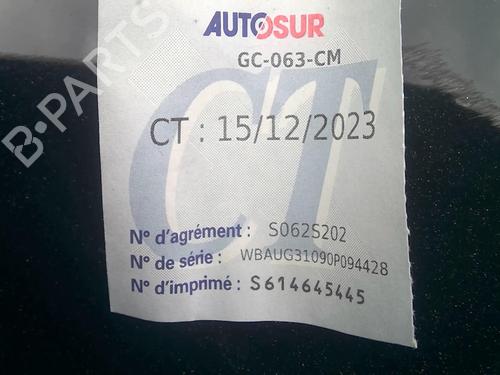 AUTOSUR
GC-063-CM
CT
CT : 15/12/2023
N° d'agrément : S062S202
N° de série : WBAUG31090P094428
N° d'imprimé : S614645445
B-PARTS